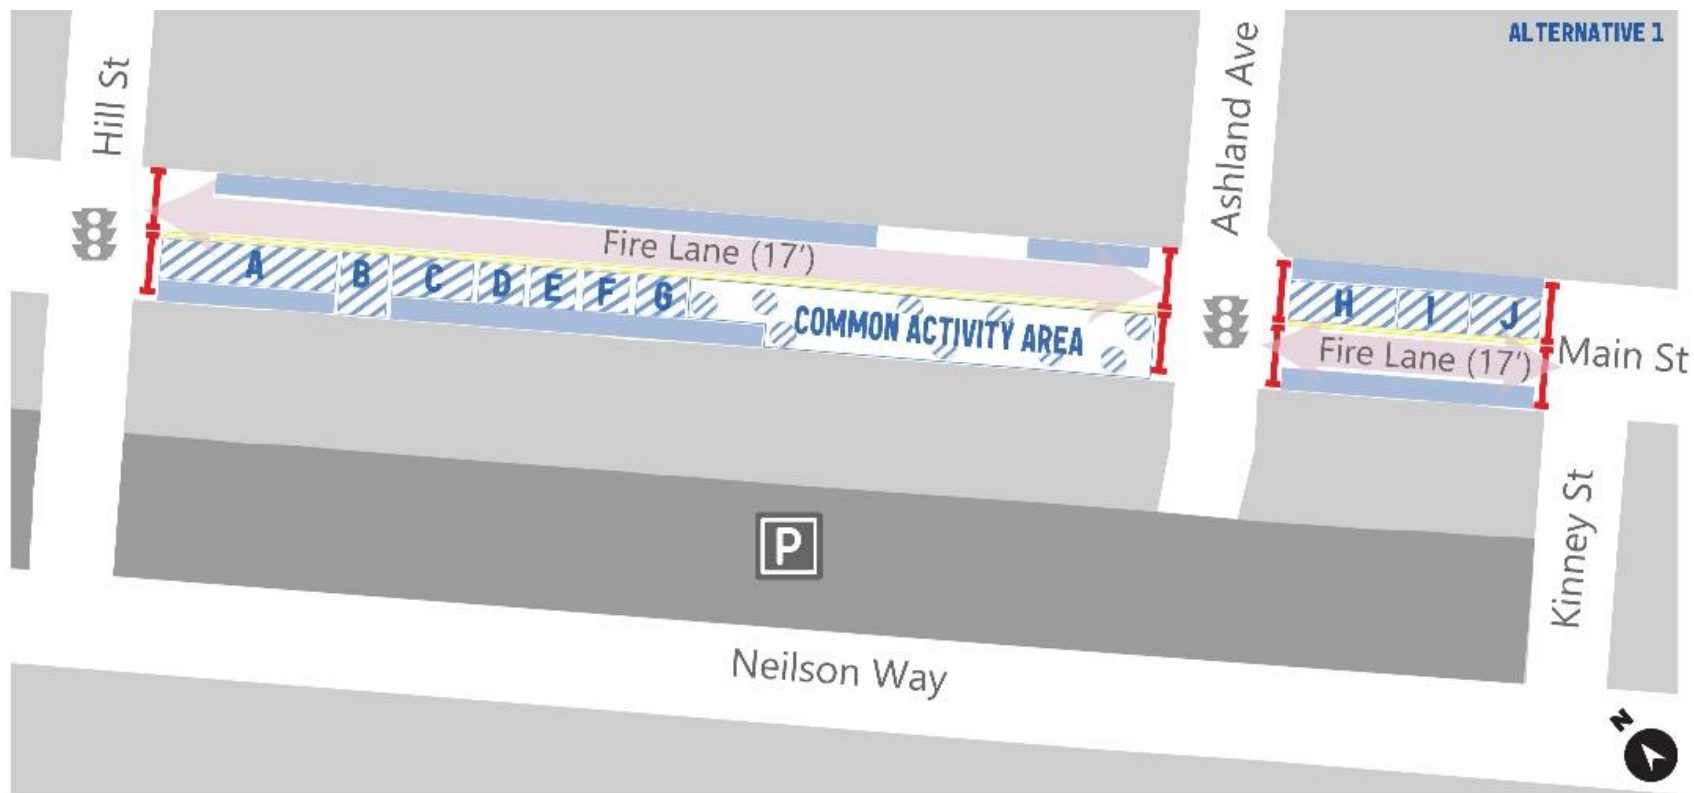 ALTERNATIVE 1
Hill St
Ashland Ave
Fire Lane (17')
A
B
C
D
E
F
G
COMMON ACTIVITY AREA
H
I
J
Fire Lane (17')
Main St
Kinney St
P
Neilson Way
N